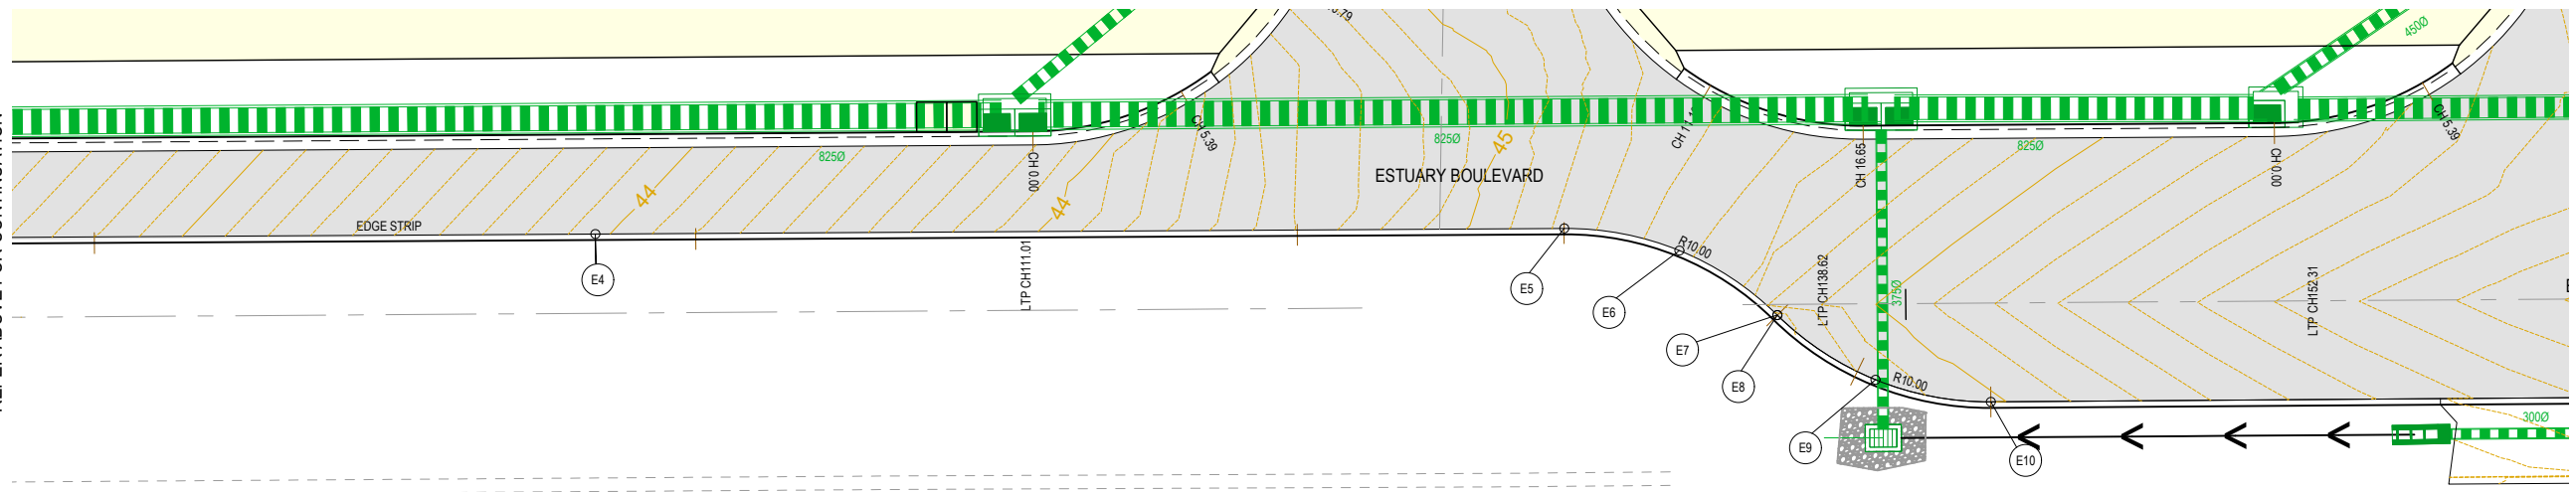 450Ø
825Ø
825Ø
825Ø
CH 0.00
CH 5.39
45
CH 16.65
CH 0.00
CH 5.39
ESTUARY BOULEVARD
44
44
EDGE STRIP
R10.00
LTP CH111.01
LTP CH138.62
375Ø
LTP CH152.31
E4
E5
E6
E7
E8
R10.00
E9
E10
300Ø